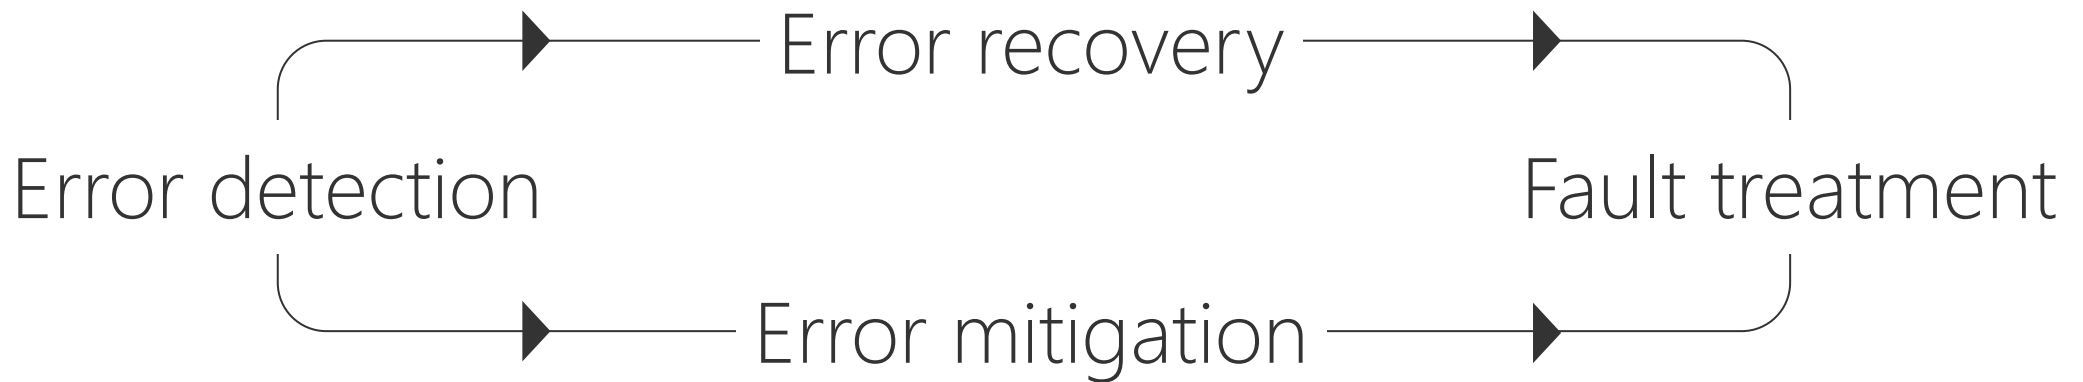 Error recovery
Error detection
Fault treatment
Error mitigation